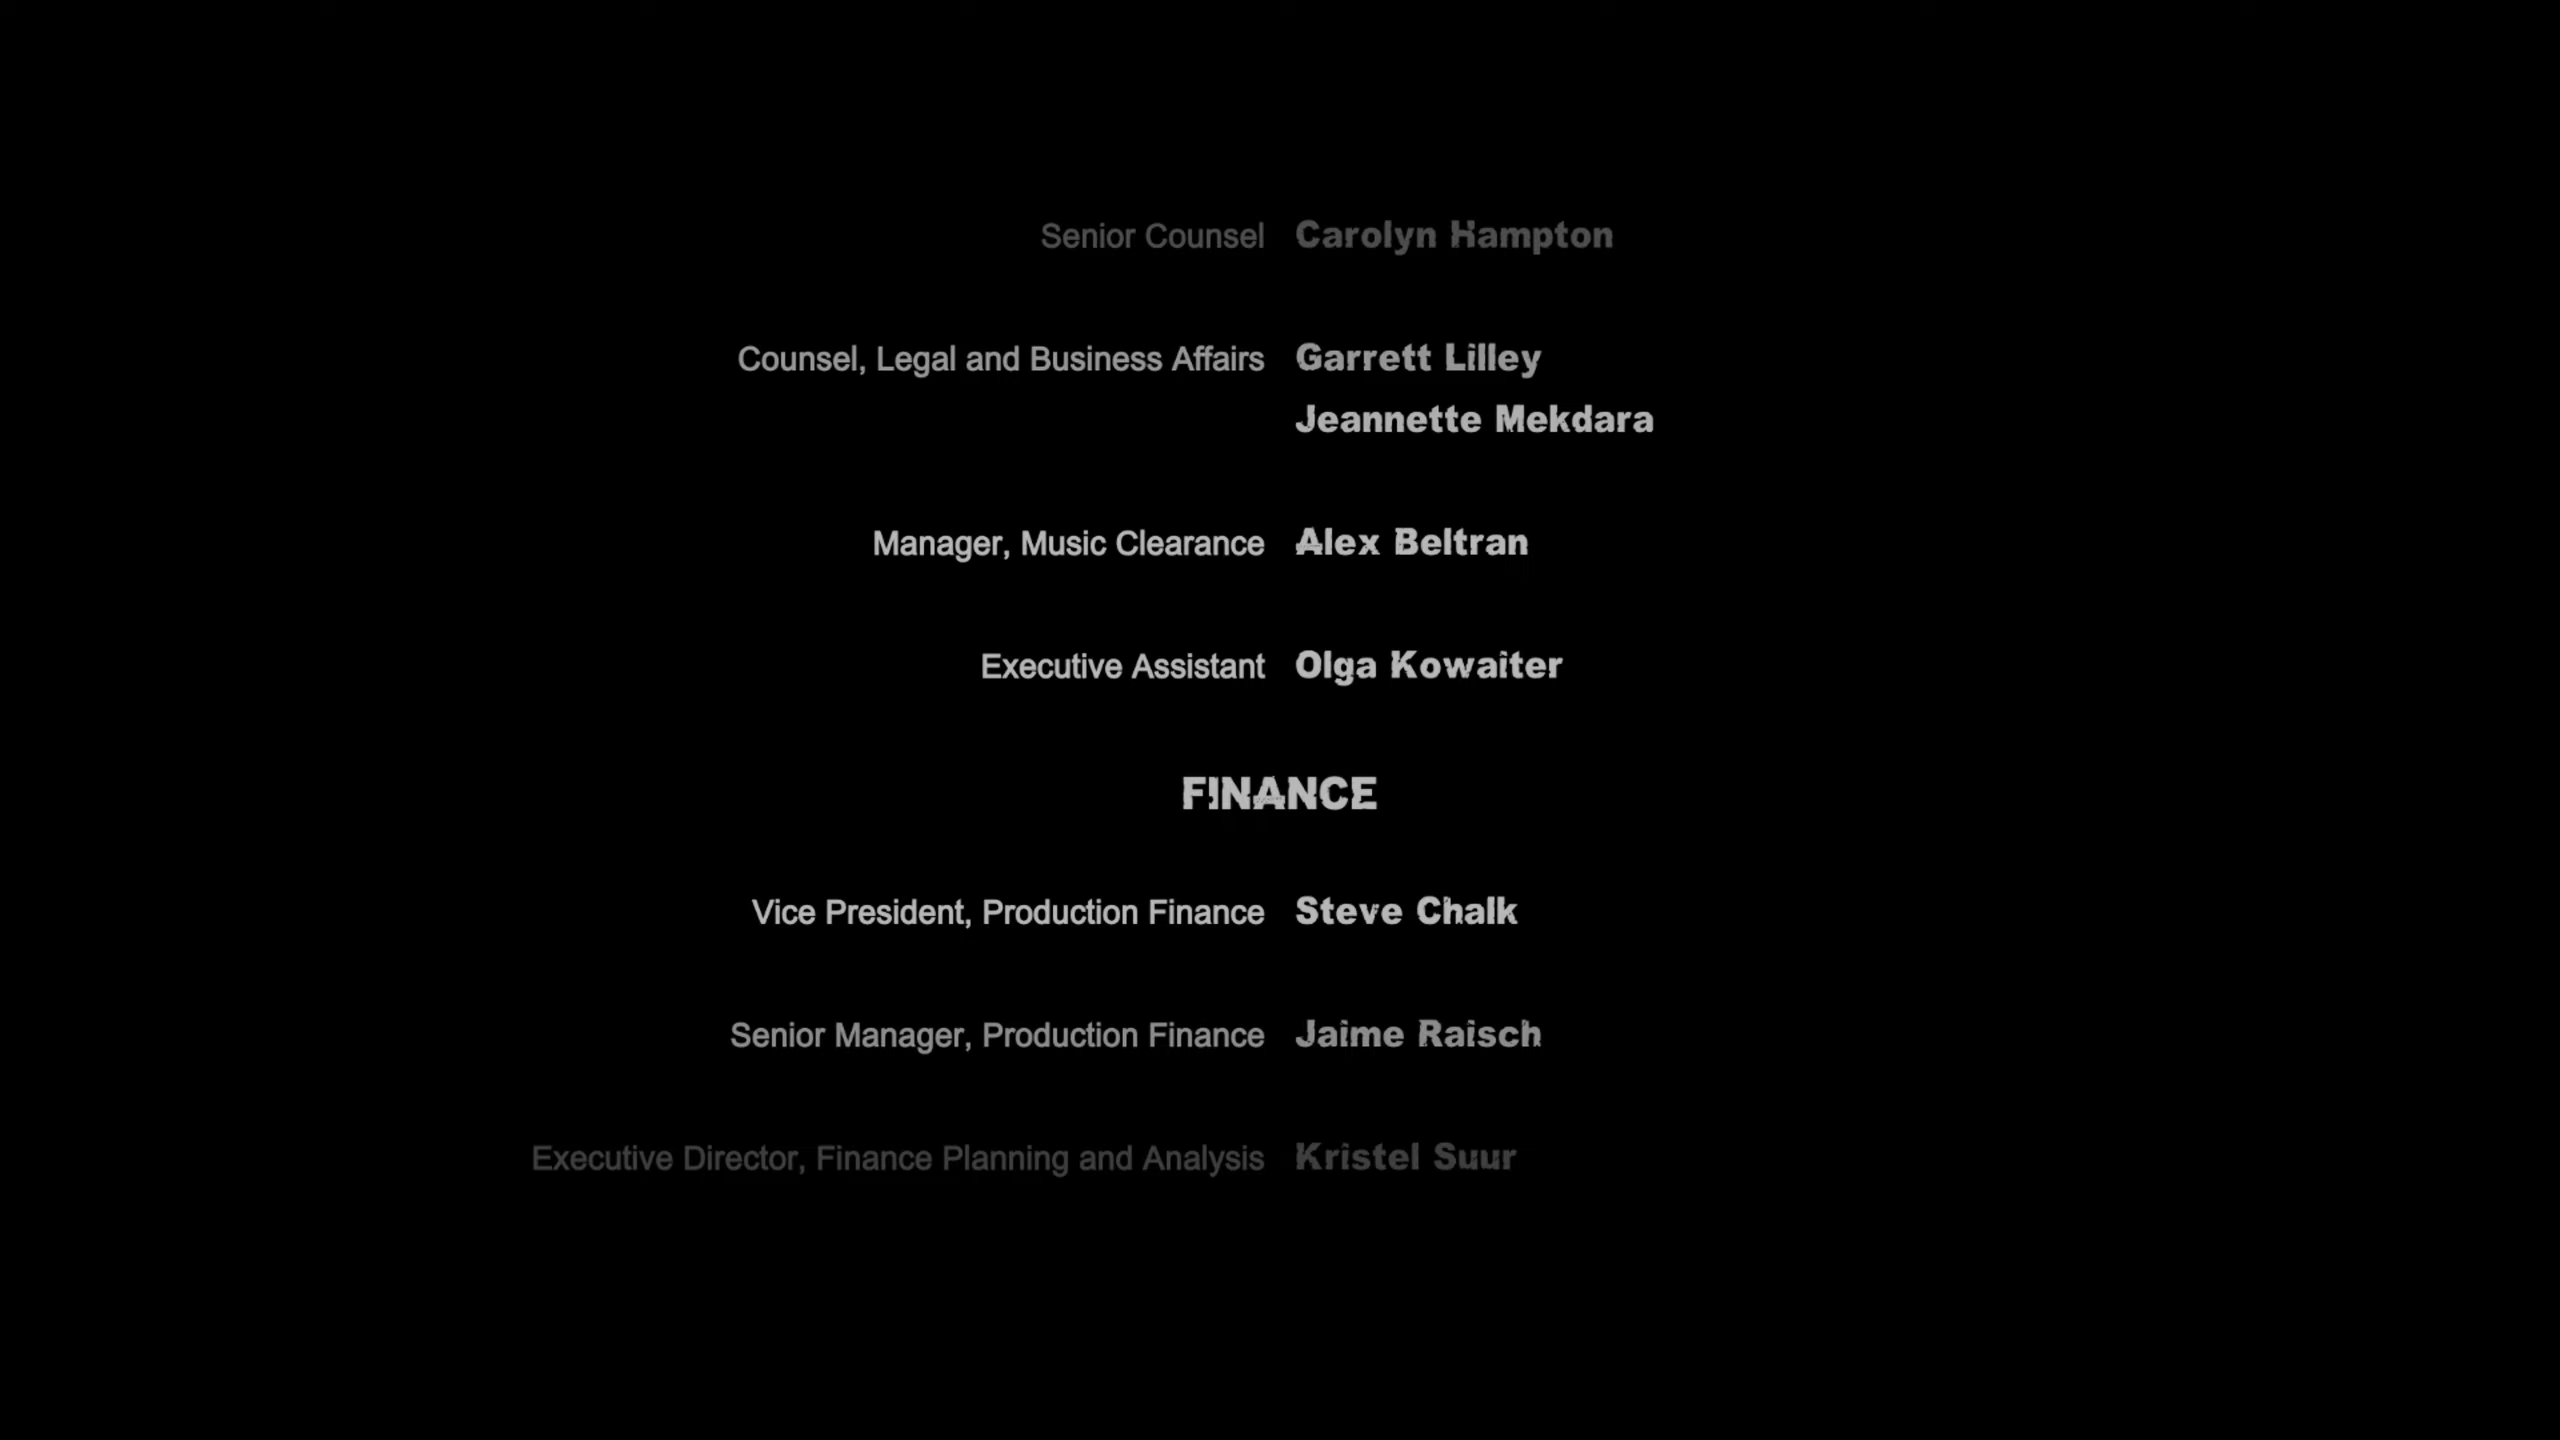 Senior Counsel Carolyn Hampton
Counsel, Legal and Business Affairs Garrett Lilley
Jeannette Mekdara
Manager, Music Clearance Alex Beltran
Executive Assistant Olga Kowaiter
FINANCE
Vice President, Production Finance Steve Chalk
Senior Manager, Production Finance Jaime Raisch
Executive Director, Finance Planning and Analysis Kristel Suur